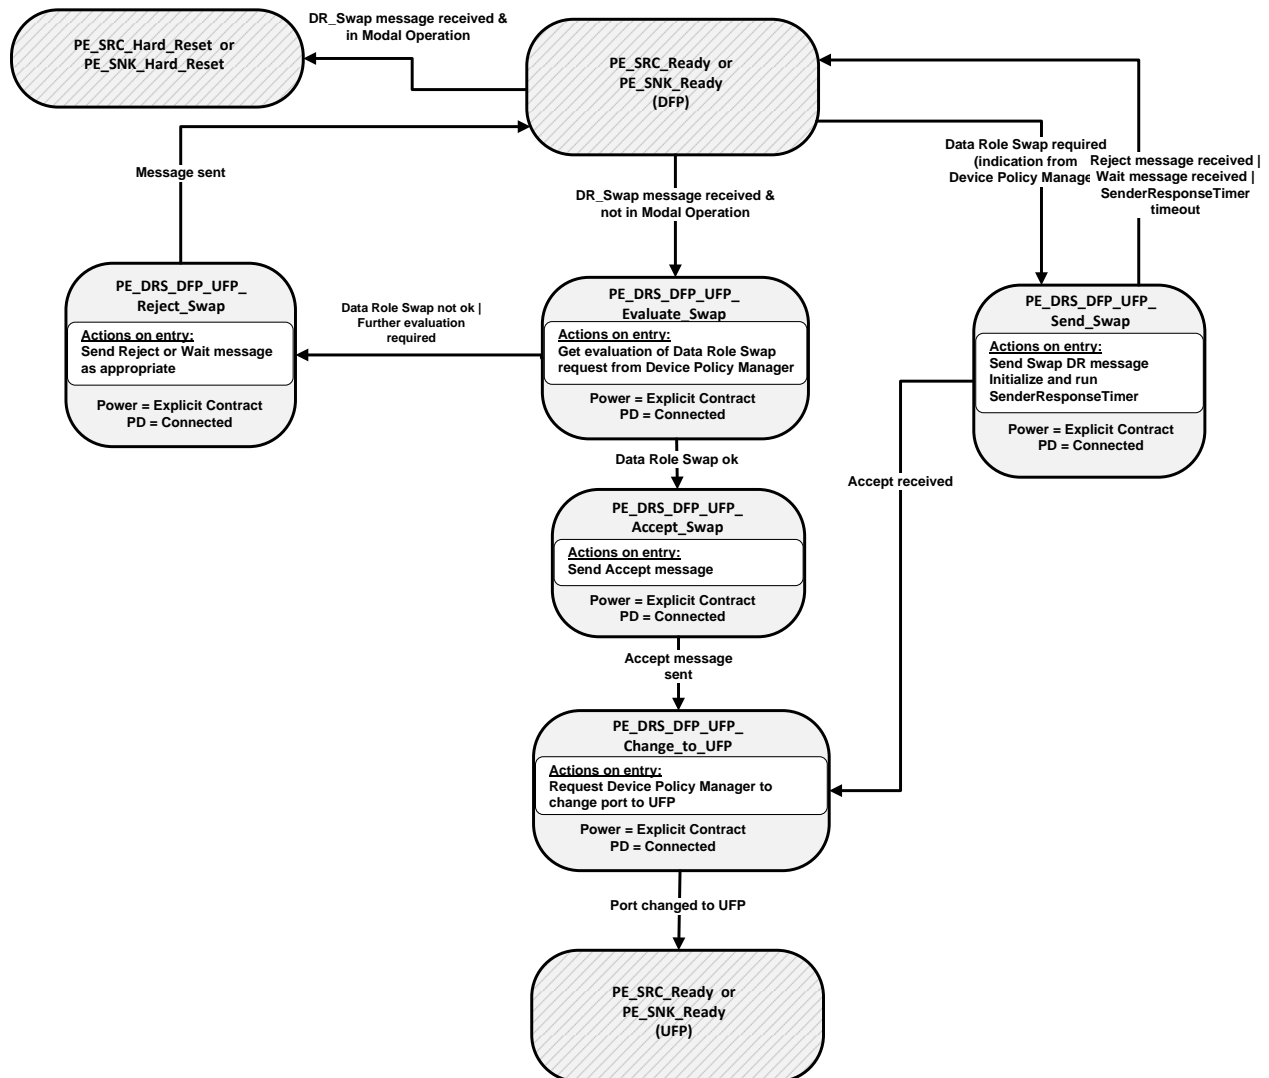 DR_Swap message received &
in Modal Operation
PE_SRC_Hard_Reset or
PE_SNK_Hard_Reset
PE_SRC_Ready or
PE_SNK_Ready
(DFP)
Message sent
DR_Swap message received &
not in Modal Operation
Data Role Swap required
(indication from
Device Policy Manage
Reject message received |
Wait message received |
SenderResponseTimer
timeout
PE_DRS_DFP_UFP_
Reject_Swap
Actions on entry:
Send Reject or Wait message
as appropriate
Power = Explicit Contract
PD = Connected
Data Role Swap not ok |
Further evaluation
required
PE_DRS_DFP_UFP_
Evaluate_Swap
Actions on entry:
Get evaluation of Data Role Swap
request from Device Policy Manager
Power = Explicit Contract
PD = Connected
PE_DRS_DFP_UFP_
Send_Swap
Actions on entry:
Send Swap DR message
Initialize and run
SenderResponseTimer
Power = Explicit Contract
PD = Connected
Data Role Swap ok
Accept received
PE_DRS_DFP_UFP_
Accept_Swap
Actions on entry:
Send Accept message
Power = Explicit Contract
PD = Connected
Accept message
sent
PE_DRS_DFP_UFP_
Change_to_UFP
Actions on entry:
Request Device Policy Manager to
change port to UFP
Power = Explicit Contract
PD = Connected
Port changed to UFP
PE_SRC_Ready or
PE_SNK_Ready
(UFP)